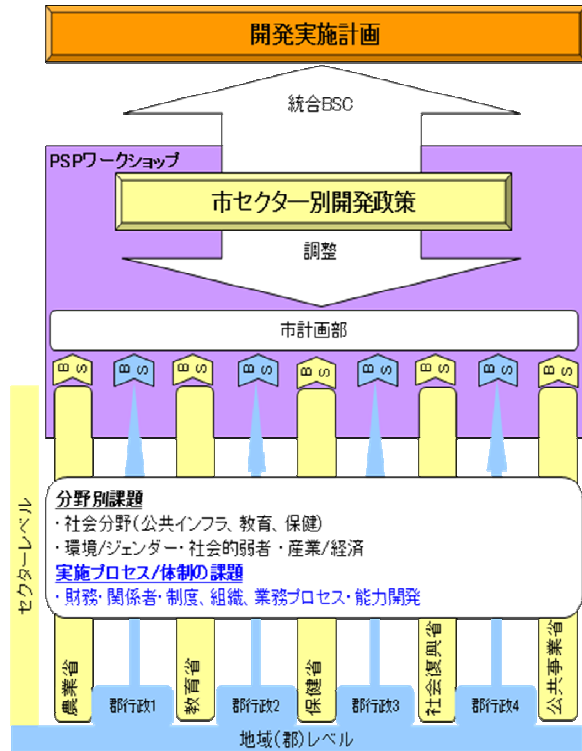 開発実施計画
統合BSC
PSPワークショップ
市セクター別開発政策
調整
市計画部
BS
BS
BS
BS
BS
BS
BS
BS
BS
セクターレベル
分野別課題
・社会分野(公共インフラ、教育、保健)
・環境/ジェンダー・社会的弱者・産業/経済
実施プロセス/体制の課題
・財務・関係者・制度、組織、業務プロセス・能力開発
農業省
郡行政1
教育省
郡行政2
保健省
郡行政3
社会復興省
郡行政4
公共事業省
地域(郡)レベル